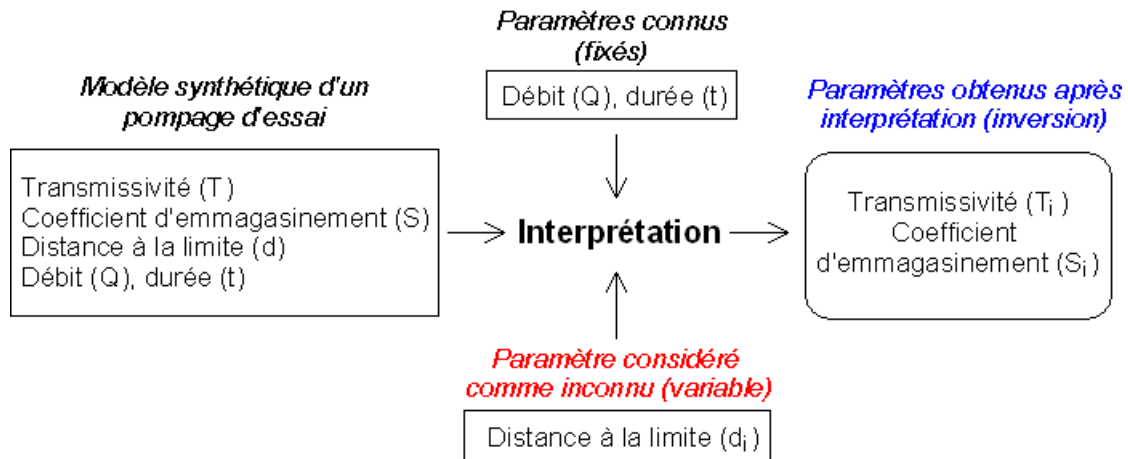 Modèle synthétique d'un
pompage d'essai
Transmissivité (T)
Coefficient d'emmagasinement (S)
Distance à la limite (d)
Débit (Q), durée (t)
Paramètres connus
(fixés)
Débit (Q), durée (t)
Interprétation
Paramètre considéré
comme inconnu (variable)
Distance à la limite (dᵢ)
Paramètres obtenus après
interprétation (inversion)
Transmissivité (Tᵢ)
Coefficient
d'emmagasinement (Sᵢ)